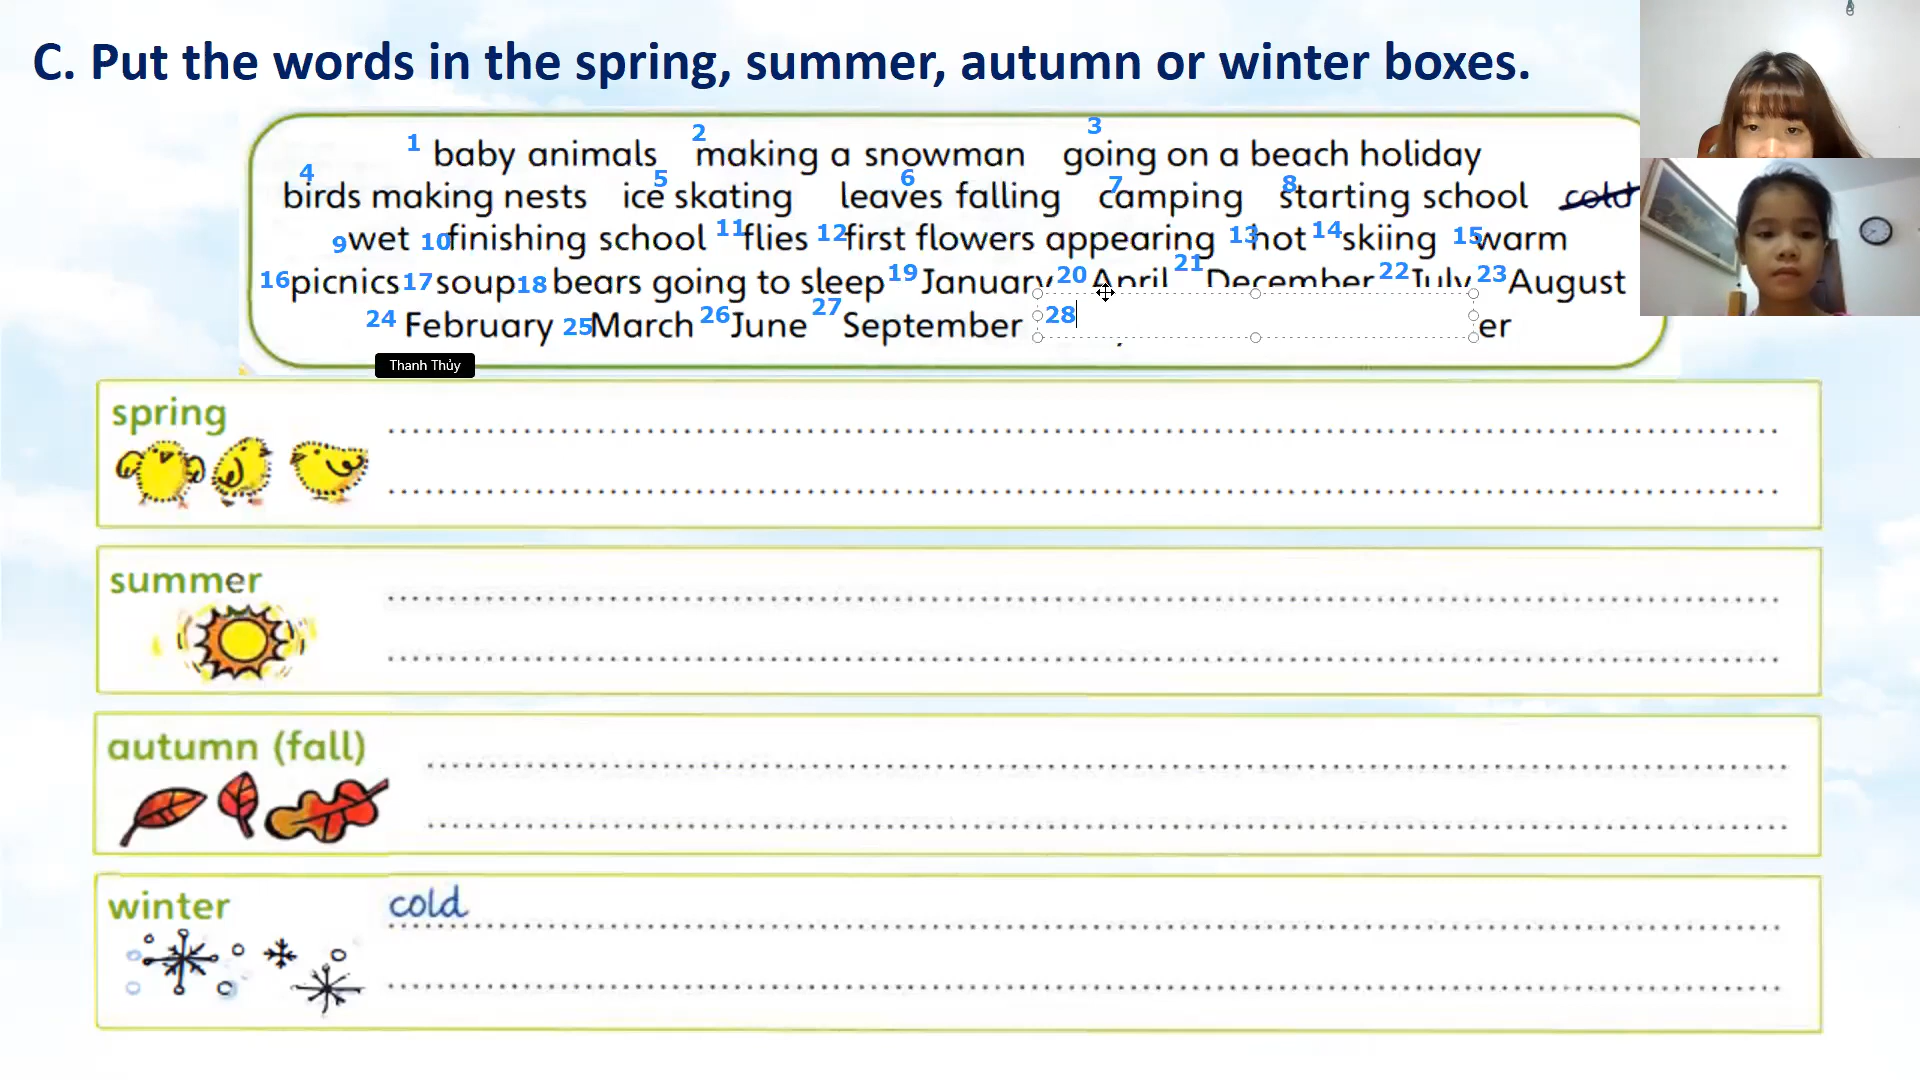 C. Put the words in the spring, summer, autumn or winter boxes.
1 baby animals 2 making a snowman 3 going on a beach holiday
4 birds making nests 5 ice skating 6 leaves falling 7 camping 8 starting school cold
9 wet 10 finishing school 11 flies 12 first flowers appearing 13 hot 14 skiing 15 warm
16 picnics 17 soup 18 bears going to sleep 19 January 20 April 21 December 22 July 23 August
24 February 25 March 26 June 27 September 28 er
Thanh Thủy
spring
summer
autumn (fall)
winter cold